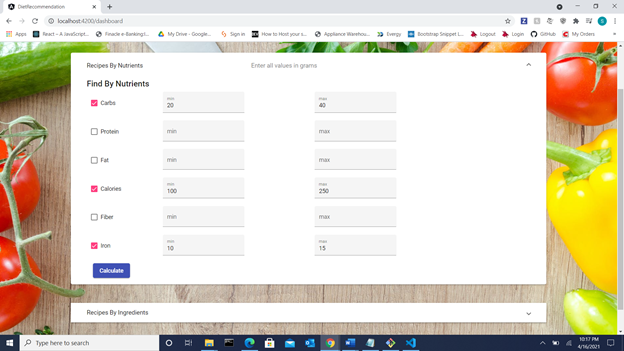 DietRecommendation
localhost:4200/dashboard
Apps React – A JavaScript... Finacle e-Banking:l... My Drive - Google... Sign in How to Host your s... Appliance Warehou... Evergy Bootstrap Snippet L... Logout Login GitHub My Orders
Recipes By Nutrients Enter all values in grams
Find By Nutrients
Carbs min 20 max 40
Protein min max
Fat min max
Calories min 100 max 250
Fiber min max
Iron min 10 max 15
Calculate
Recipes By Ingredients
Type here to search
10:17 PM
4/16/2021